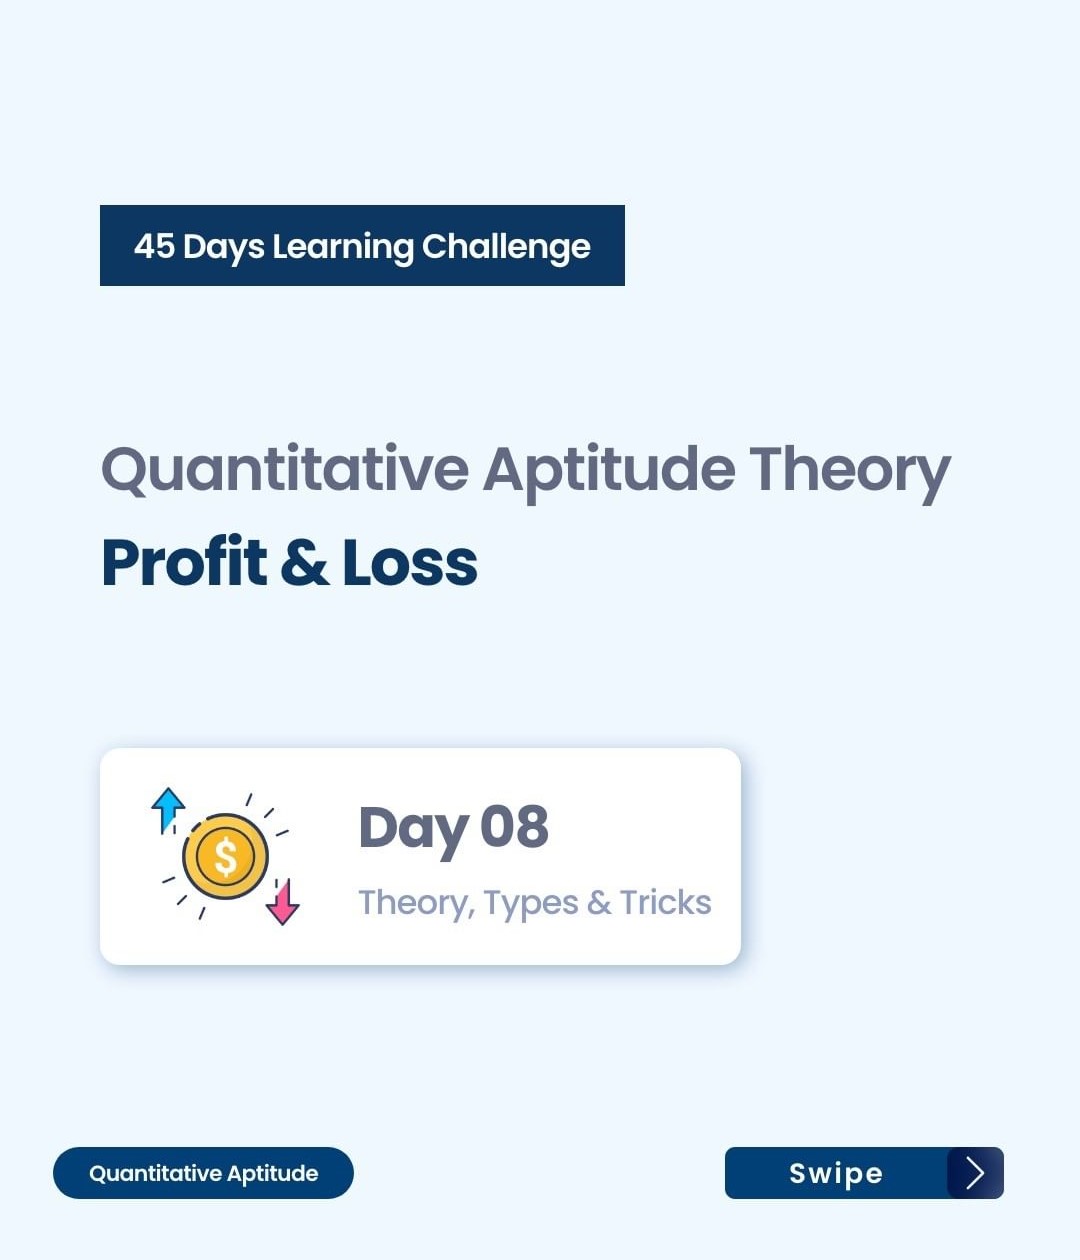 45 Days Learning Challenge
Quantitative Aptitude Theory
Profit & Loss
$
Day 08
Theory, Types & Tricks
Quantitative Aptitude
Swipe